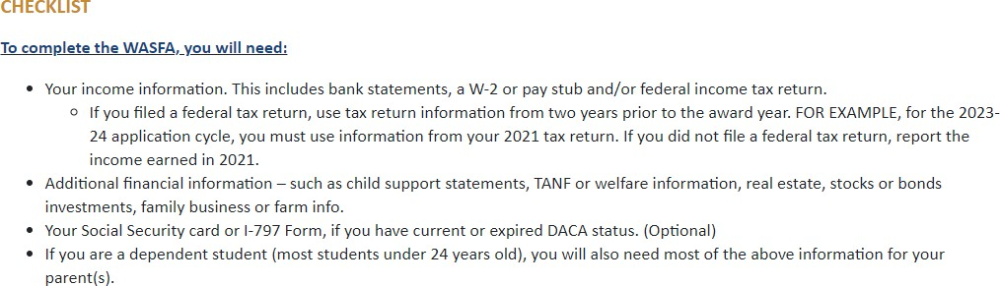 CHECKLIST
To complete the WASFA, you will need:
• Your income information. This includes bank statements, a W-2 or pay stub and/or federal income tax return.
o If you filed a federal tax return, use tax return information from two years prior to the award year. FOR EXAMPLE, for the 2023-
24 application cycle, you must use information from your 2021 tax return. If you did not file a federal tax return, report the
income earned in 2021.
• Additional financial information – such as child support statements, TANF or welfare information, real estate, stocks or bonds
investments, family business or farm info.
• Your Social Security card or I-797 Form, if you have current or expired DACA status. (Optional)
• If you are a dependent student (most students under 24 years old), you will also need most of the above information for your
parent(s).